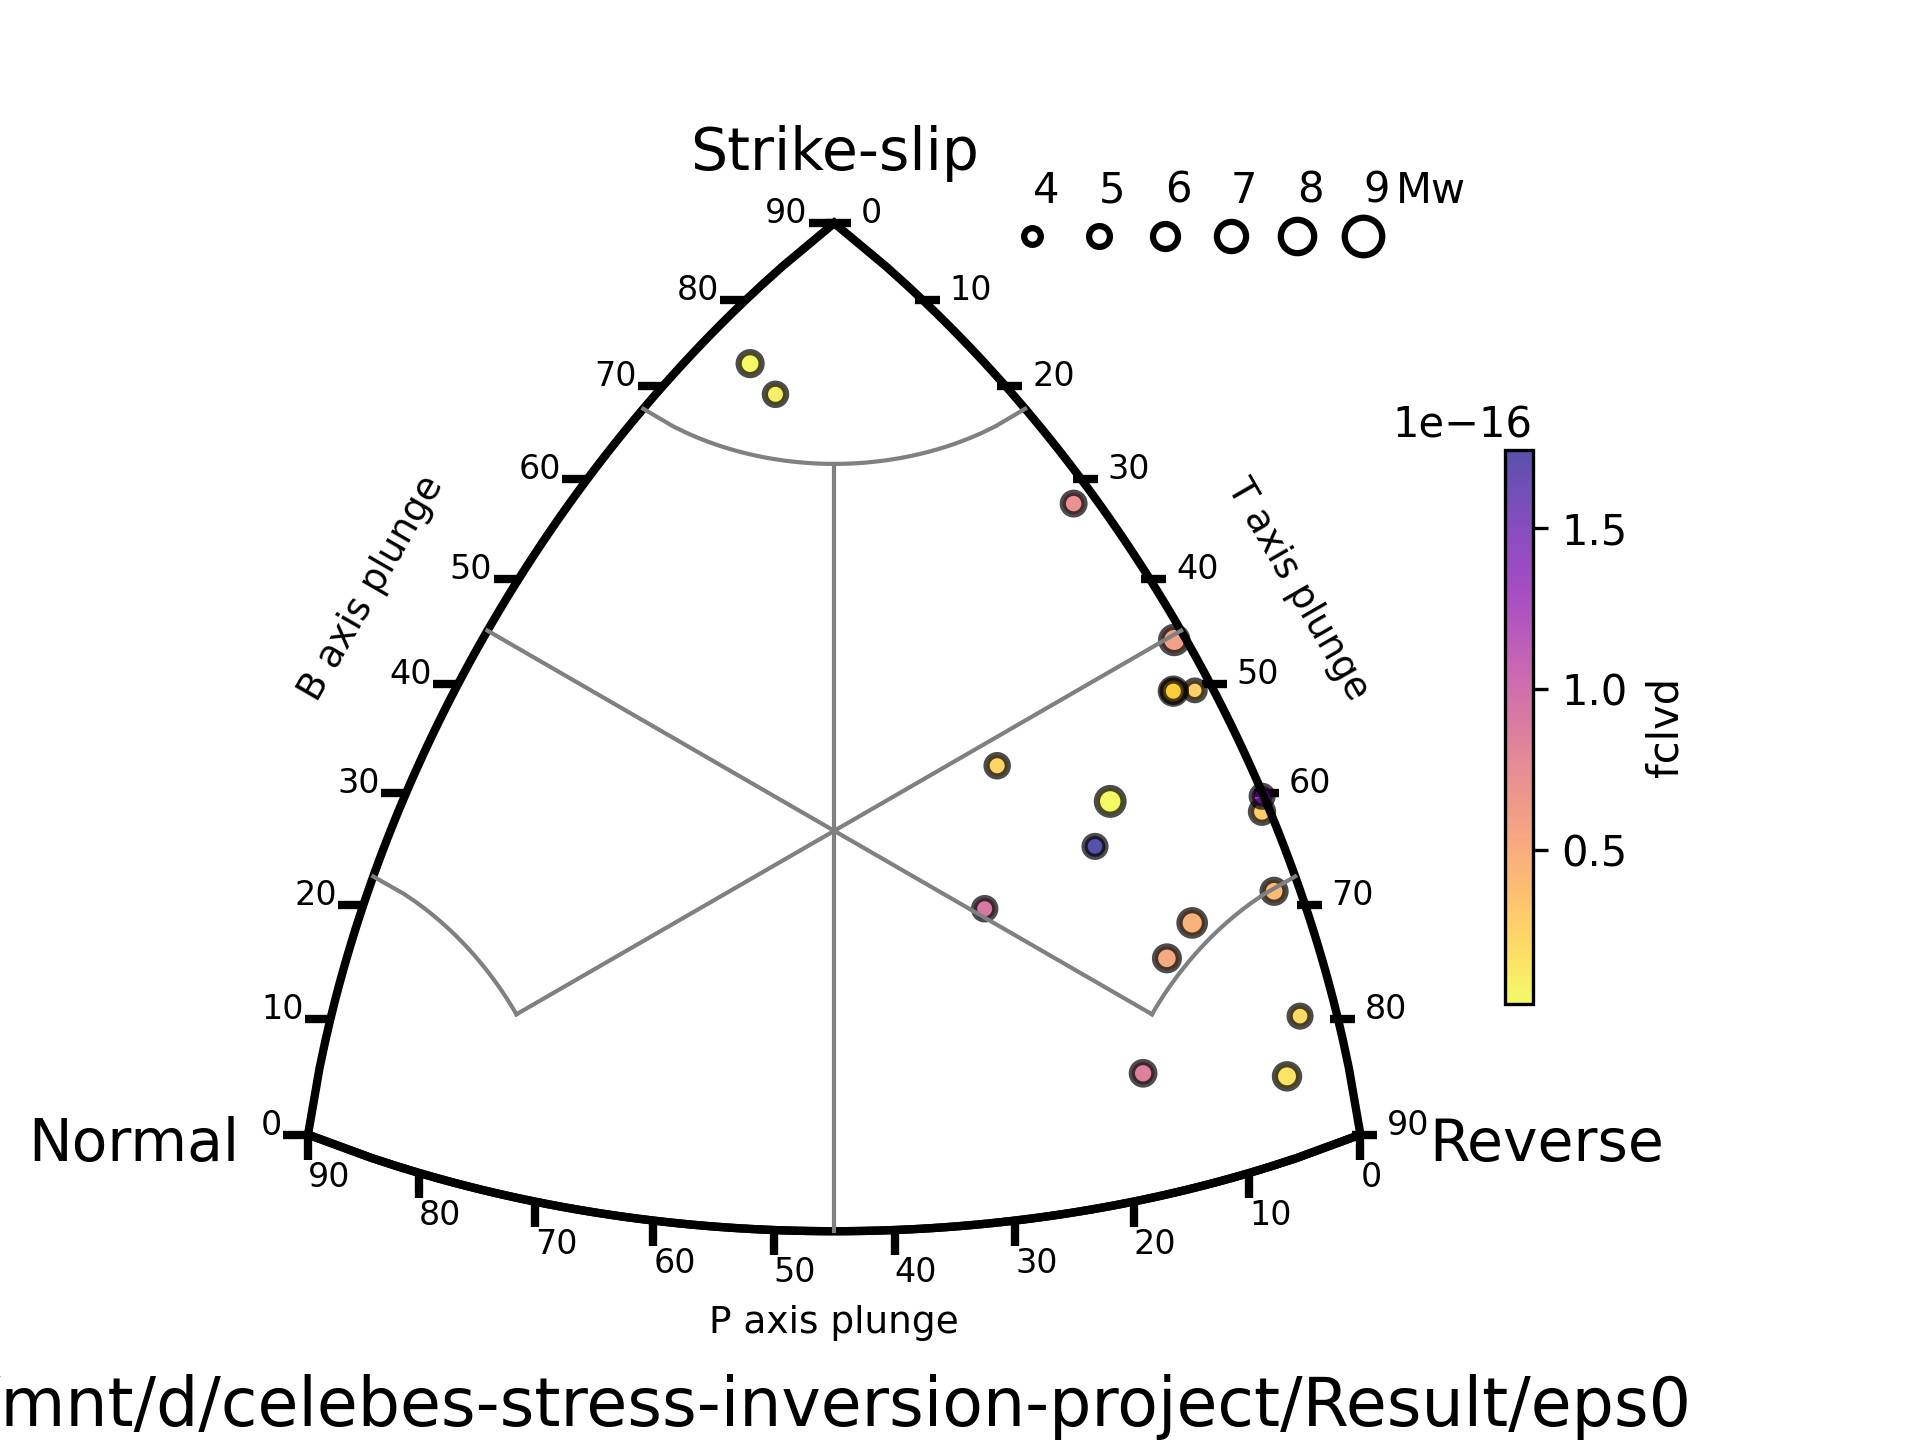 Strike-slip
4 5 6 7 8 9 Mw
90 0
80 10
70 20
60 30
50 40
40 50
30 60
20 70
10 80
0 90
B axis plunge
T axis plunge
1e−16
1.5
1.0
0.5
fclvd
Normal
Reverse
90 80 70 60 50 40 30 20 10 0
P axis plunge
mnt/d/celebes-stress-inversion-project/Result/eps0